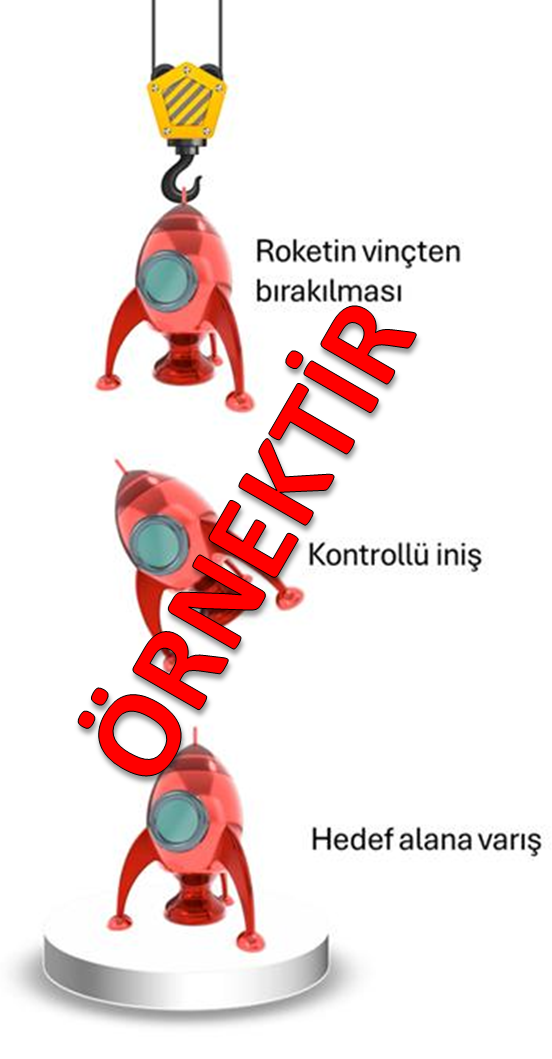 Roketin vinçten
bırakılması
ÖRNEKTİR
Kontrollü iniş
Hedef alana varış